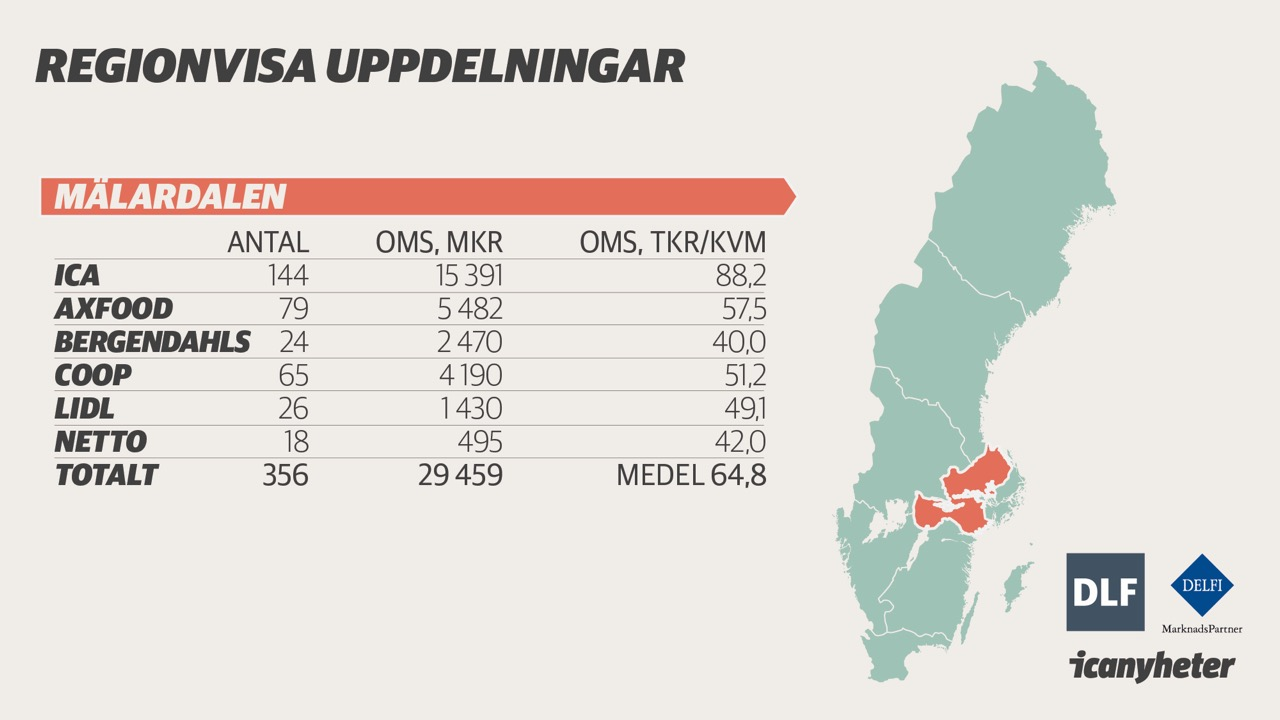 REGIONVISA UPPDELNINGAR
MÄLARDALEN
ANTAL OMS, MKR OMS, TKR/KVM
ICA 144 15 391 88,2
AXFOOD 79 5 482 57,5
BERGENDAHLS 24 2 470 40,0
COOP 65 4 190 51,2
LIDL 26 1 430 49,1
NETTO 18 495 42,0
TOTALT 356 29 459 MEDEL 64,8
DLF
DELFI
MarknadsPartner
icanyheter